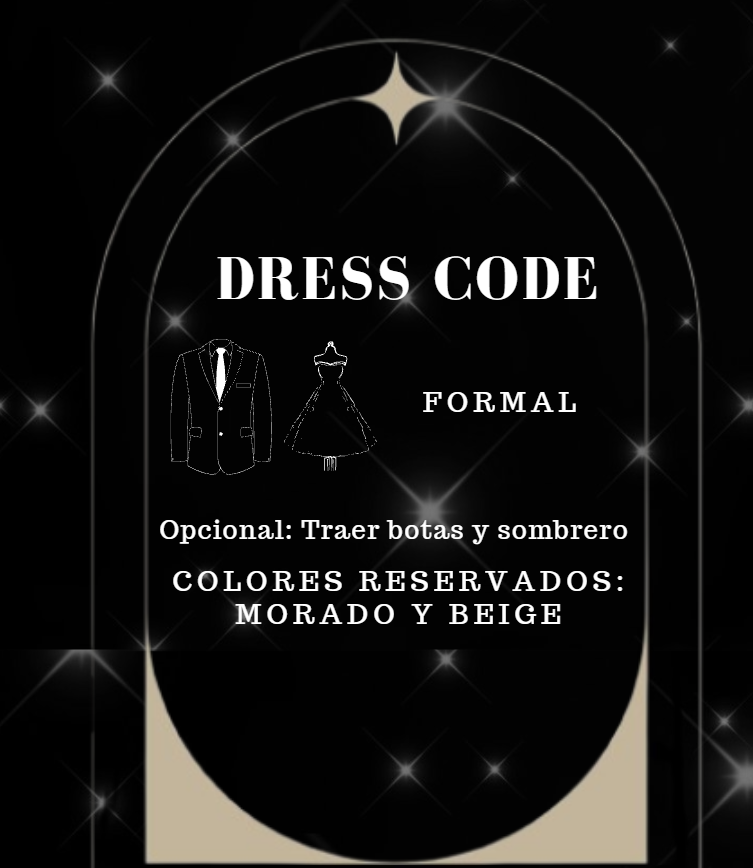 DRESS CODE
FORMAL
Opcional: Traer botas y sombrero
COLORES RESERVADOS:
MORADO Y BEIGE